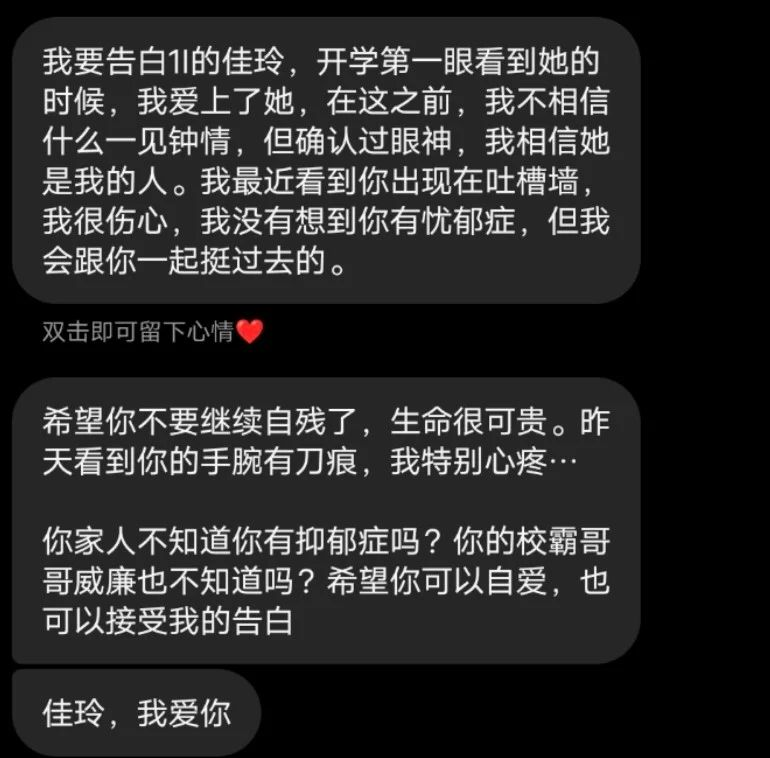 我要告白1l的佳玲，开学第一眼看到她的
时候，我爱上了她，在这之前，我不相信
什么一见钟情，但确认过眼神，我相信她
是我的人。我最近看到你出现在吐槽墙，
我很伤心，我没有想到你有忧郁症，但我
会跟你一起挺过去的。
双击即可留下心情❤️
希望你不要继续自残了，生命很可贵。昨
天看到你的手腕有刀痕，我特别心疼…
你家人不知道你有抑郁症吗？你的校霸哥
哥威廉也不知道吗？希望你可以自爱，也
可以接受我的告白
佳玲，我爱你